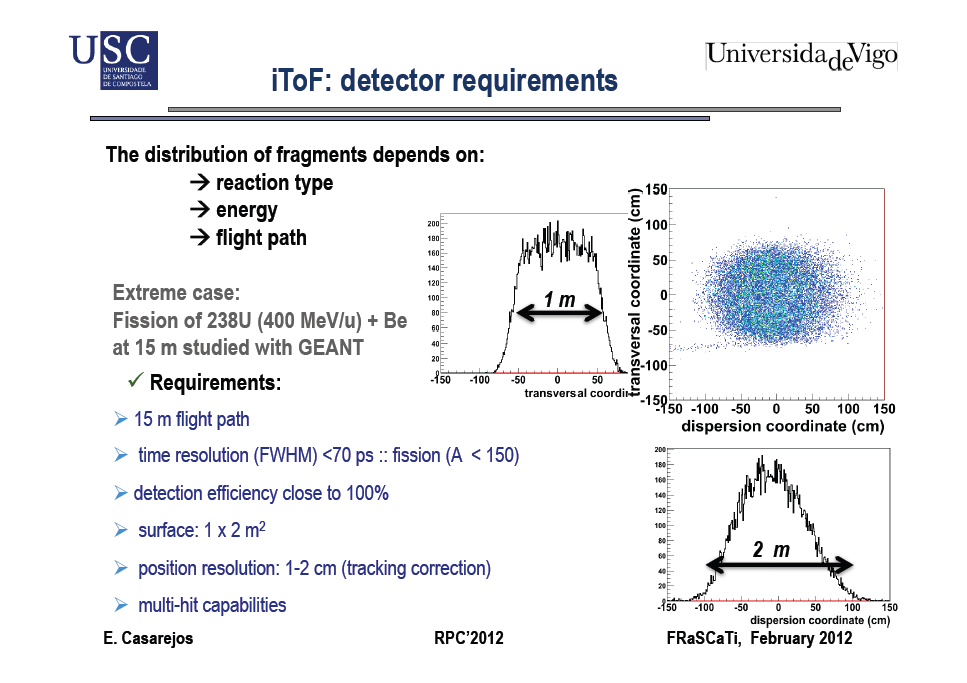 USC
UNIVERSIDADE
DE SANTIAGO
DE COMPOSTELA
UniversidadeVigo
iToF: detector requirements
The distribution of fragments depends on:
→ reaction type
→ energy
→ flight path
Extreme case:
Fission of 238U (400 MeV/u) + Be
at 15 m studied with GEANT
✓ Requirements:
➢ 15 m flight path
➢ time resolution (FWHM) <70 ps :: fission (A < 150)
➢ detection efficiency close to 100%
➢ surface: 1 x 2 m²
➢ position resolution: 1-2 cm (tracking correction)
➢ multi-hit capabilities
200
180
160
140
120
100
80
60
40
20
0
1 m
-150 -100 -50 0 50
transversal coordin
transversal coordinate (cm)
150
100
50
0
-50
-100
-150
-150 -100 -50 0 50 100 150
dispersion coordinate (cm)
200
180
160
140
120
100
80
60
40
20
0
2 m
-150 -100 -50 0 50 100 150
dispersion coordinate (cm)
E. Casarejos RPC'2012 FRaSCaTi, February 2012